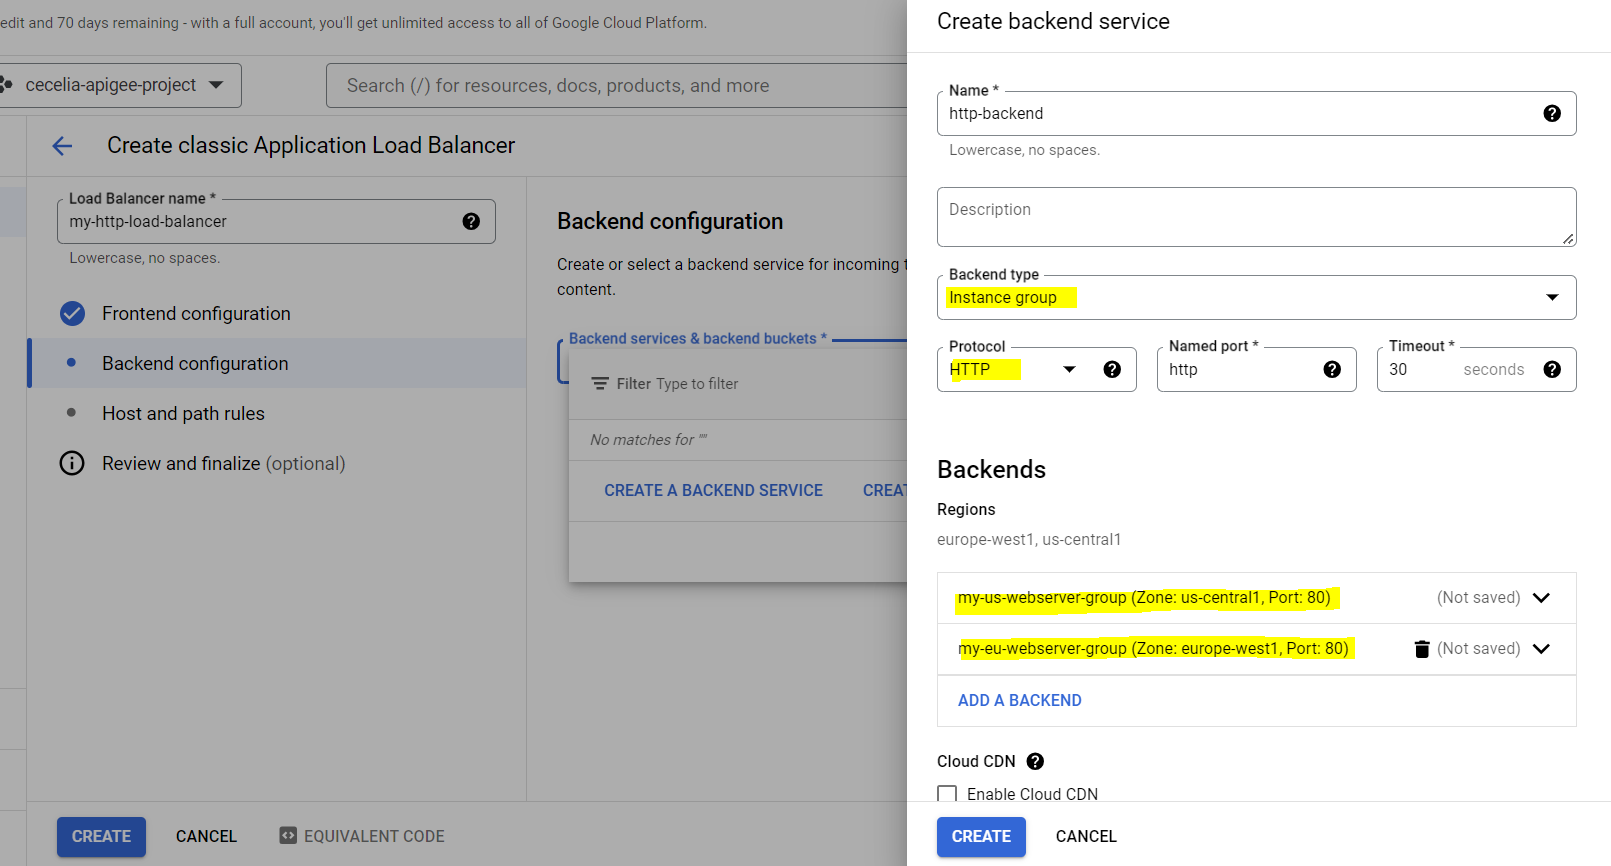 edit and 70 days remaining - with a full account, you'll get unlimited access to all of Google Cloud Platform.
cecelia-apigee-project
Search (/) for resources, docs, products, and more
Create classic Application Load Balancer
Load Balancer name *
my-http-load-balancer
Lowercase, no spaces.
Frontend configuration
Backend configuration
Host and path rules
Review and finalize (optional)
Backend configuration
Create or select a backend service for incoming t
content.
Backend services & backend buckets *
Filter Type to filter
No matches for ""
CREATE A BACKEND SERVICE CREAT
CREATE CANCEL EQUIVALENT CODE
Create backend service
Name *
http-backend
Lowercase, no spaces.
Description
Backend type
Instance group
Protocol
HTTP
Named port *
http
Timeout *
30 seconds
Backends
Regions
europe-west1, us-central1
my-us-webserver-group (Zone: us-central1, Port: 80) (Not saved)
my-eu-webserver-group (Zone: europe-west1, Port: 80) (Not saved)
ADD A BACKEND
Cloud CDN
Enable Cloud CDN
CREATE CANCEL